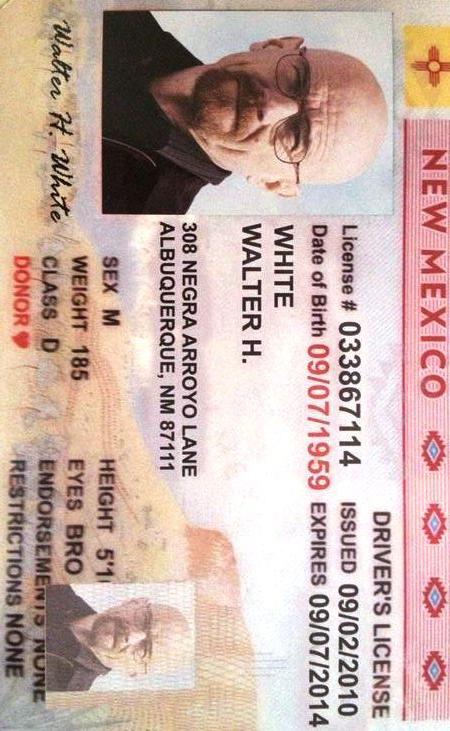 NEW MEXICO
DRIVER'S LICENSE
License # 033867114 ISSUED 09/02/2010
Date of Birth 09/07/1959 EXPIRES 09/07/2014
WHITE
WALTER H.
308 NEGRA ARROYO LANE
ALBUQUERQUE, NM 87111
SEX M HEIGHT 5'1
WEIGHT 185 EYES BRO
CLASS D ENDORSEMENTS NONE
DONOR RESTRICTIONS NONE
Walter H. White